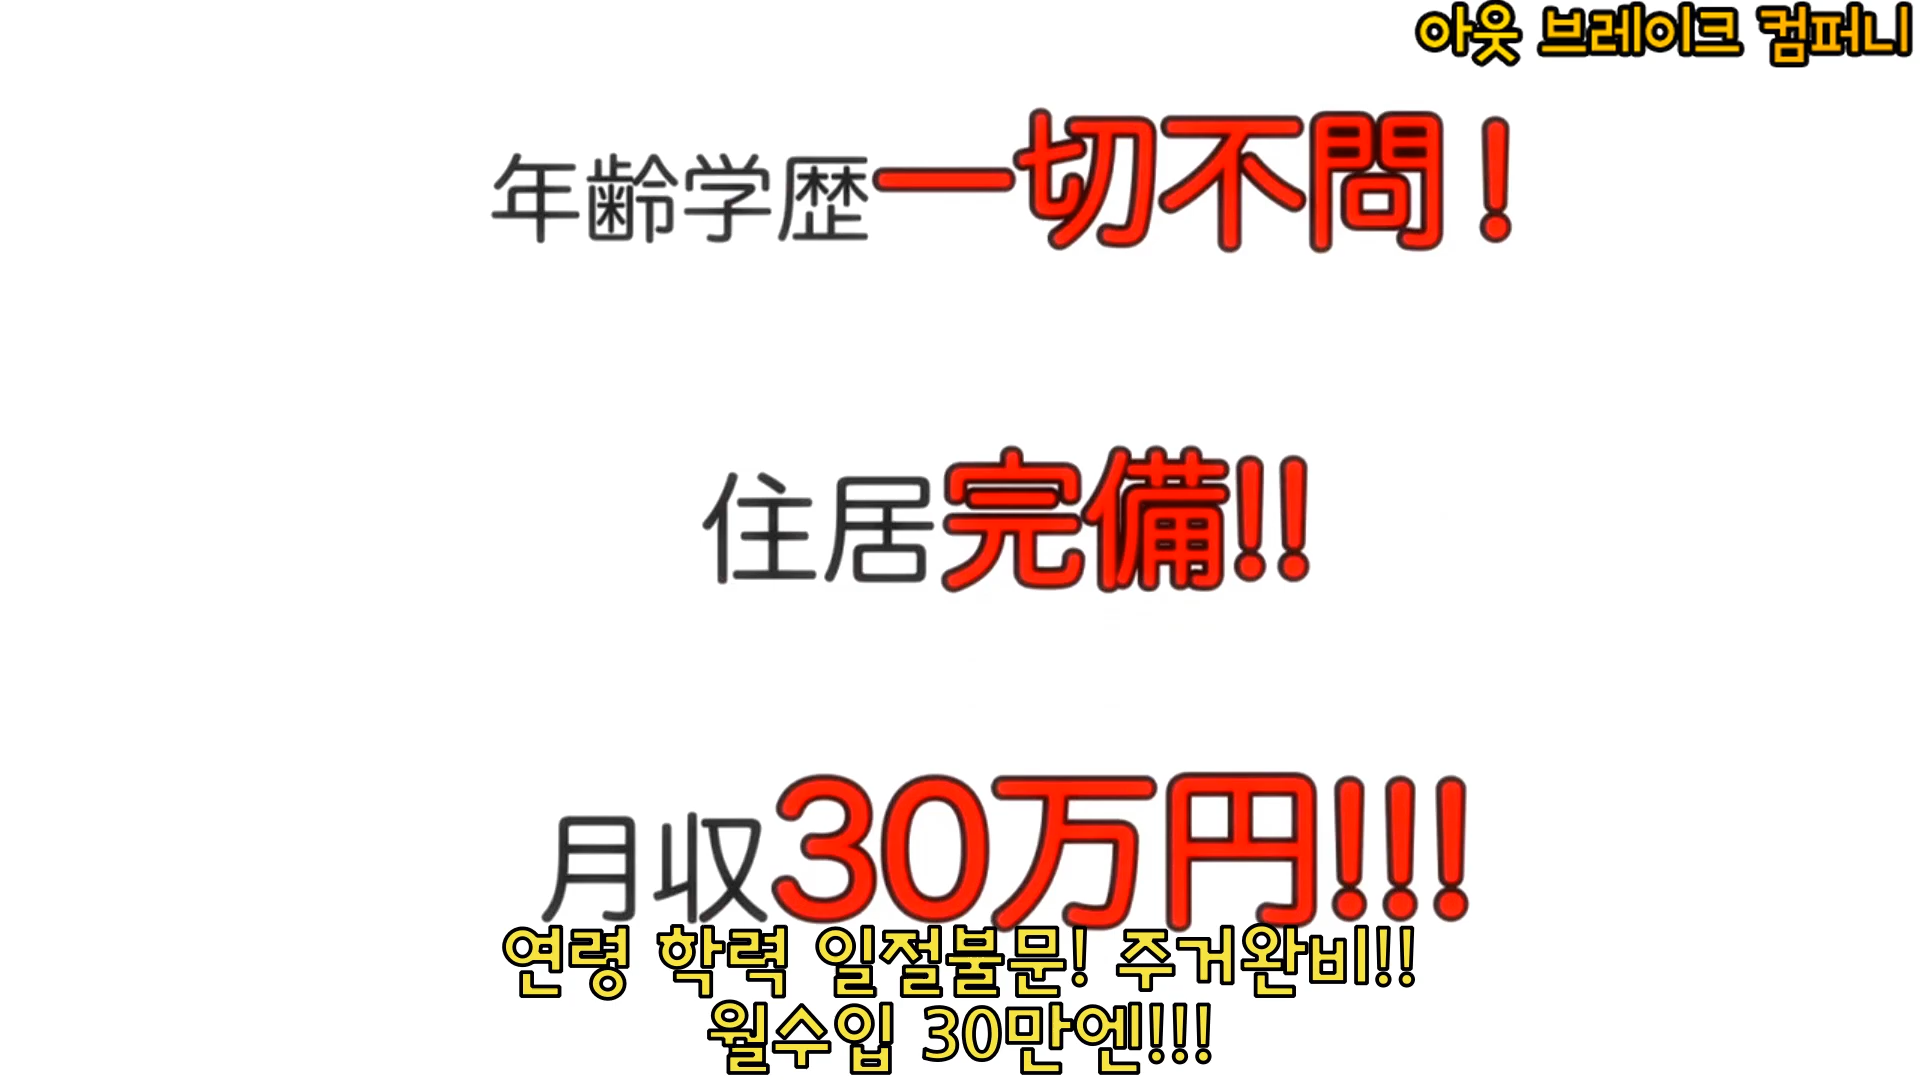 아웃 브레이크 컴퍼니
年齢学歴一切不問!
住居完備!!
月収30万円!!!
연령 학력 일절불문! 주거완비!!
월수입 30만엔!!!